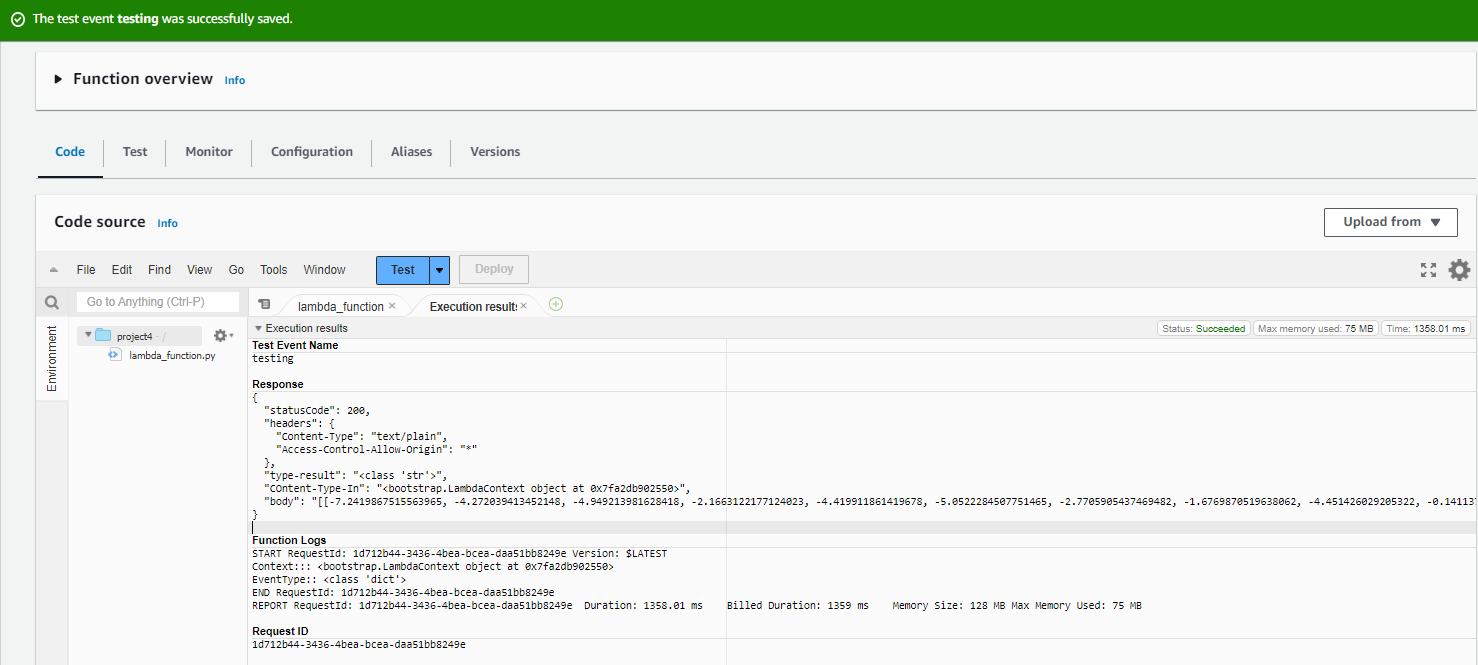 The test event testing was successfully saved.
Function overview Info
Code Test Monitor Configuration Aliases Versions
Code source Info
Upload from
File Edit Find View Go Tools Window Test Deploy
Go to Anything (Ctrl-P)
lambda_function Execution results
Environment
project4 - /
lambda_function.py
Execution results
Status: Succeeded Max memory used: 75 MB Time: 1358.01 ms
Test Event Name
testing
Response
{
"statusCode": 200,
"headers": {
"Content-Type": "text/plain",
"Access-Control-Allow-Origin": "*"
},
"type-result": "<class 'str'>",
"COntent-Type-In": "<bootstrap.LambdaContext object at 0x7fa2db902550>",
"body": "[[-7.2419867515563965, -4.272039413452148, -4.949213981628418, -2.1663122177124023, -4.419911861419678, -5.0522284507751465, -2.7705905437469482, -1.6769870519638062, -4.451426029205322, -0.141137
}
Function Logs
START RequestId: 1d712b44-3436-4bea-bcea-daa51bb8249e Version: $LATEST
Context::: <bootstrap.LambdaContext object at 0x7fa2db902550>
EventType:: <class 'dict'>
END RequestId: 1d712b44-3436-4bea-bcea-daa51bb8249e
REPORT RequestId: 1d712b44-3436-4bea-bcea-daa51bb8249e Duration: 1358.01 ms Billed Duration: 1359 ms Memory Size: 128 MB Max Memory Used: 75 MB
Request ID
1d712b44-3436-4bea-bcea-daa51bb8249e